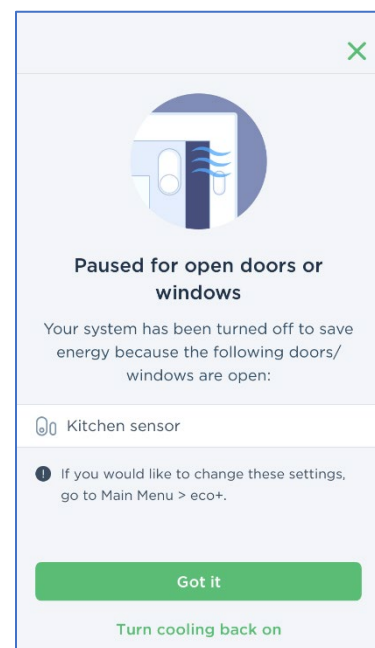 Paused for open doors or
windows
Your system has been turned off to save
energy because the following doors/
windows are open:
Kitchen sensor
If you would like to change these settings,
go to Main Menu > eco+.
Got it
Turn cooling back on